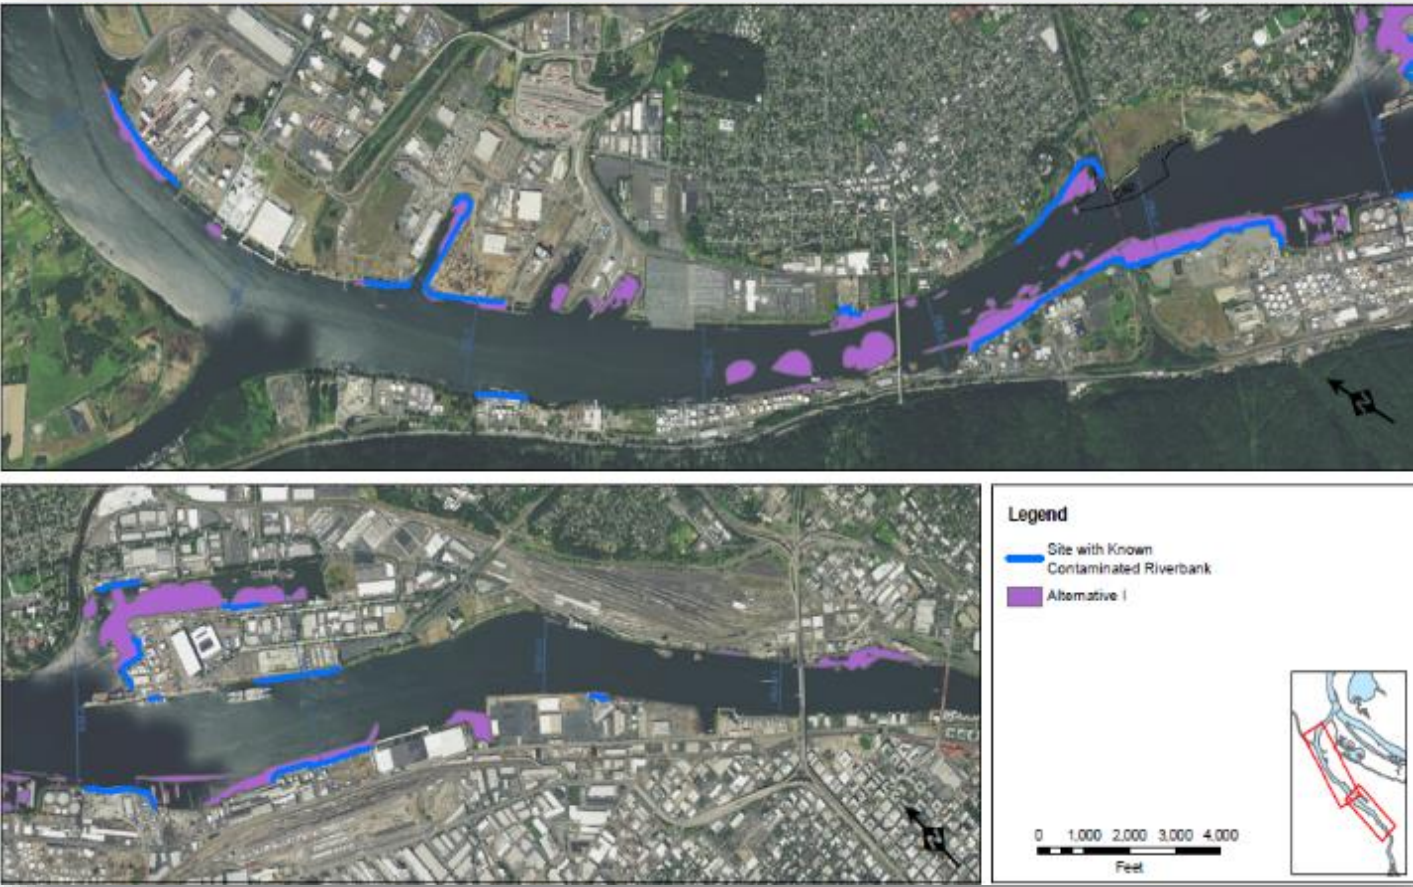 Legend
Site with Known
Contaminated Riverbank
Alternative I
0 1,000 2,000 3,000 4,000
Feet